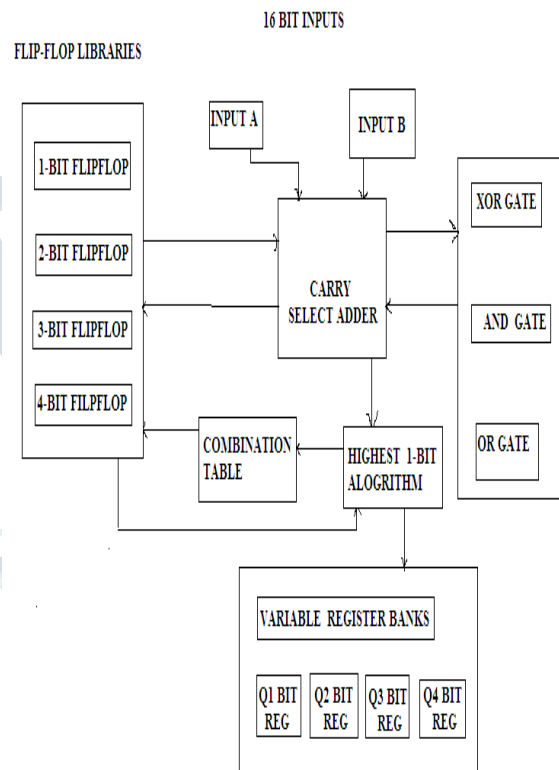 16 BIT INPUTS
FLIP-FLOP LIBRARIES
INPUT A
INPUT B
1-BIT FLIPFLOP
2-BIT FLIPFLOP
3-BIT FLIPFLOP
4-BIT FILPFLOP
CARRY
SELECT ADDER
XOR GATE
AND GATE
OR GATE
COMBINATION
TABLE
HIGHEST 1-BIT
ALOGRITHM
VARIABLE REGISTER BANKS
Q1 BIT
REG
Q2 BIT
REG
Q3 BIT
REG
Q4 BIT
REG